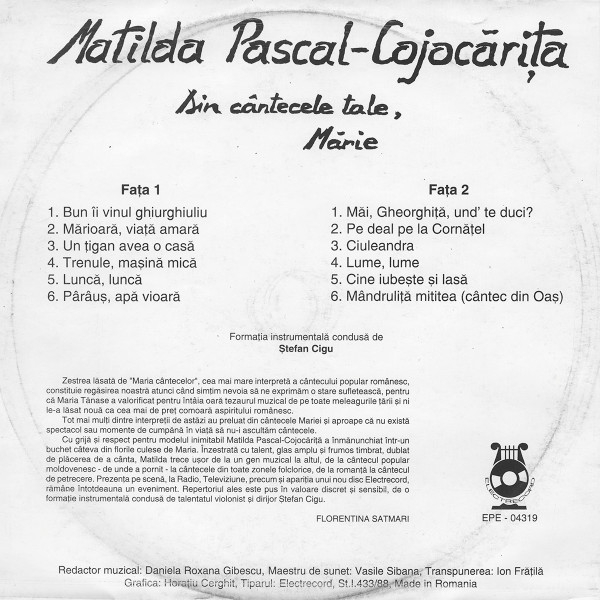 Matilda Pascal-Cojocărița
Din cântecele tale,
Mărie
Fața 1
1. Bun îi vinul ghiurghiuliu
2. Mărioară, viață amară
3. Un țigan avea o casă
4. Trenule, mașină mică
5. Luncă, luncă
6. Pârâuș, apă vioară
Fața 2
1. Măi, Gheorghiță, und' te duci?
2. Pe deal pe la Cornățel
3. Ciuleandra
4. Lume, lume
5. Cine iubește și lasă
6. Mândruliță mititea (cântec din Oaș)
Formația instrumentală condusă de
Ștefan Cigu
Zestrea lăsată de "Maria cântecelor", cea mai mare interpretă a cântecului popular românesc,
constituie regăsirea noastră atunci când simțim nevoia să ne exprimăm o stare sufletească, pentru
că Maria Tănase a valorificat pentru întâia oară tezaurul muzical de pe toate meleagurile țării și ni
le-a lăsat nouă ca cea mai de preț comoară aspiritului românesc.
Tot mai mulți dintre interpreții de astăzi au preluat din cântecele Mariei și aproape că nu există
spectacol sau momente de cumpănă în viață să nu-i ascultăm cântecele.
Cu grijă și respect pentru modelul inimitabil Matilda Pascal-Cojocăriță a înmănunchiat într-un
buchet câteva din florile culese de Maria. Înzestrată cu talent, glas amplu și frumos timbrat, dublat
de plăcerea de a cânta, Matilda trece ușor de la un gen muzical la altul, de la cântecul popular
moldovenesc - de unde a pornit - la cântecele din toate zonele folclorice, de la romanță la cântecul
de petrecere. Prezența pe scenă, la Radio, Televiziune, precum și apariția unui nou disc Electrecord,
rămâne întotdeauna un eveniment. Repertoriul ales este pus în valoare discret și sensibil, de o
formație instrumentală condusă de talentatul violonist și dirijor Ștefan Cigu.
FLORENTINA SATMARI
ELECTRECORD
EPE - 04319
Redactor muzical: Daniela Roxana Gibescu, Maestru de sunet: Vasile Sibana, Transpunerea: Ion Frățilă
Grafica: Horațiu Cerghit, Tiparul: Electrecord, St.I.433/88, Made in Romania